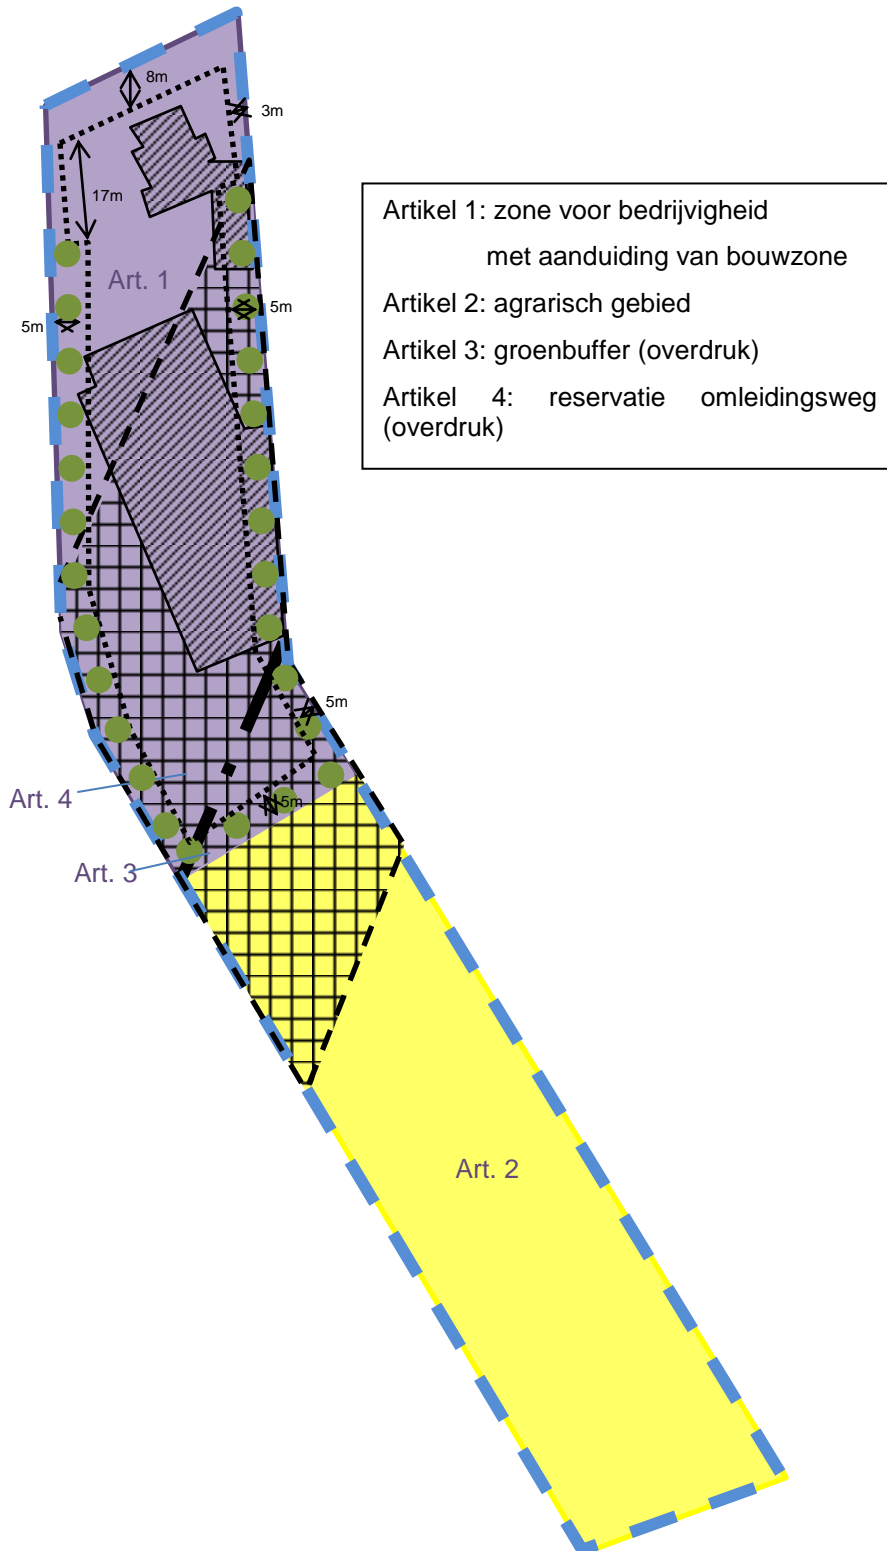 8m
3m
17m
Artikel 1: zone voor bedrijvigheid
met aanduiding van bouwzone
Artikel 2: agrarisch gebied
Artikel 3: groenbuffer (overdruk)
Artikel 4: reservatie omleidingsweg
(overdruk)
Art. 1
5m
5m
5m
Art. 4
5m
Art. 3
Art. 2